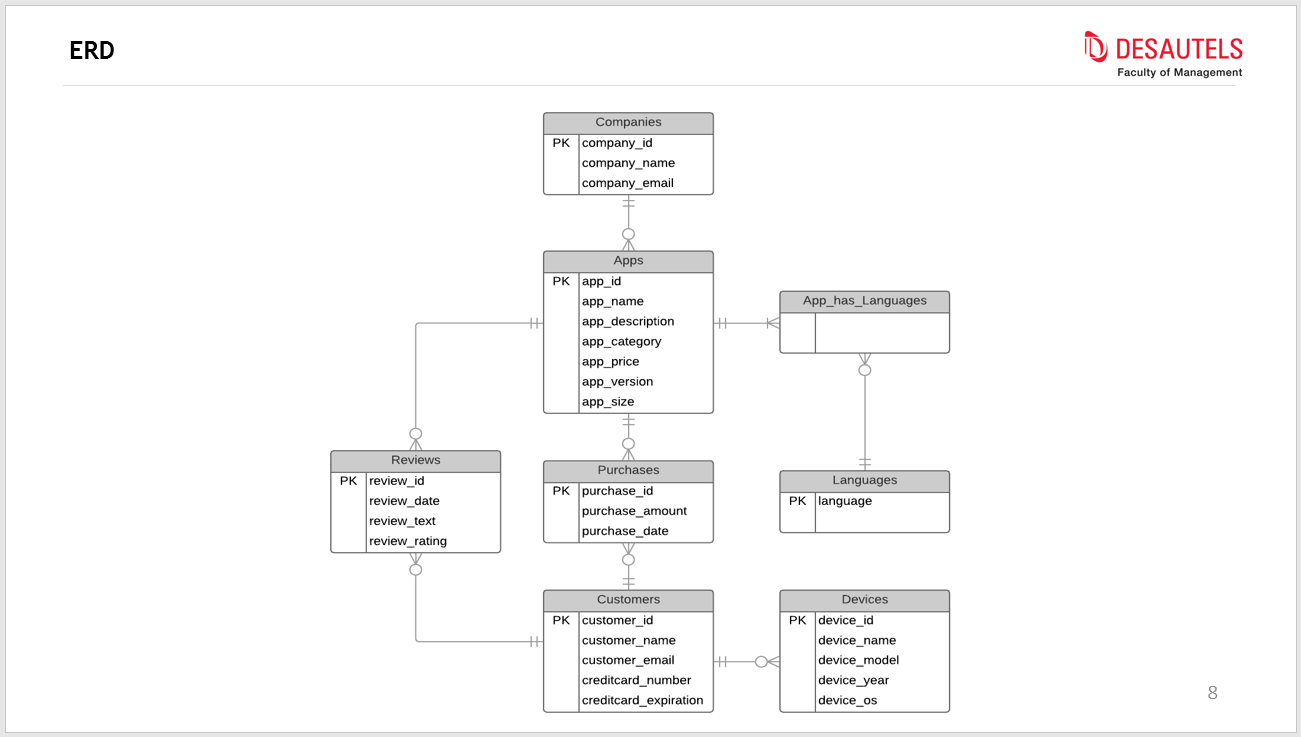 ERD
DESAUTELS
Faculty of Management
Companies
PK company_id
company_name
company_email
Apps
PK app_id
app_name
app_description
app_category
app_price
app_version
app_size
App_has_Languages
Reviews
PK review_id
review_date
review_text
review_rating
Purchases
PK purchase_id
purchase_amount
purchase_date
Languages
PK language
Customers
PK customer_id
customer_name
customer_email
creditcard_number
creditcard_expiration
Devices
PK device_id
device_name
device_model
device_year
device_os
8